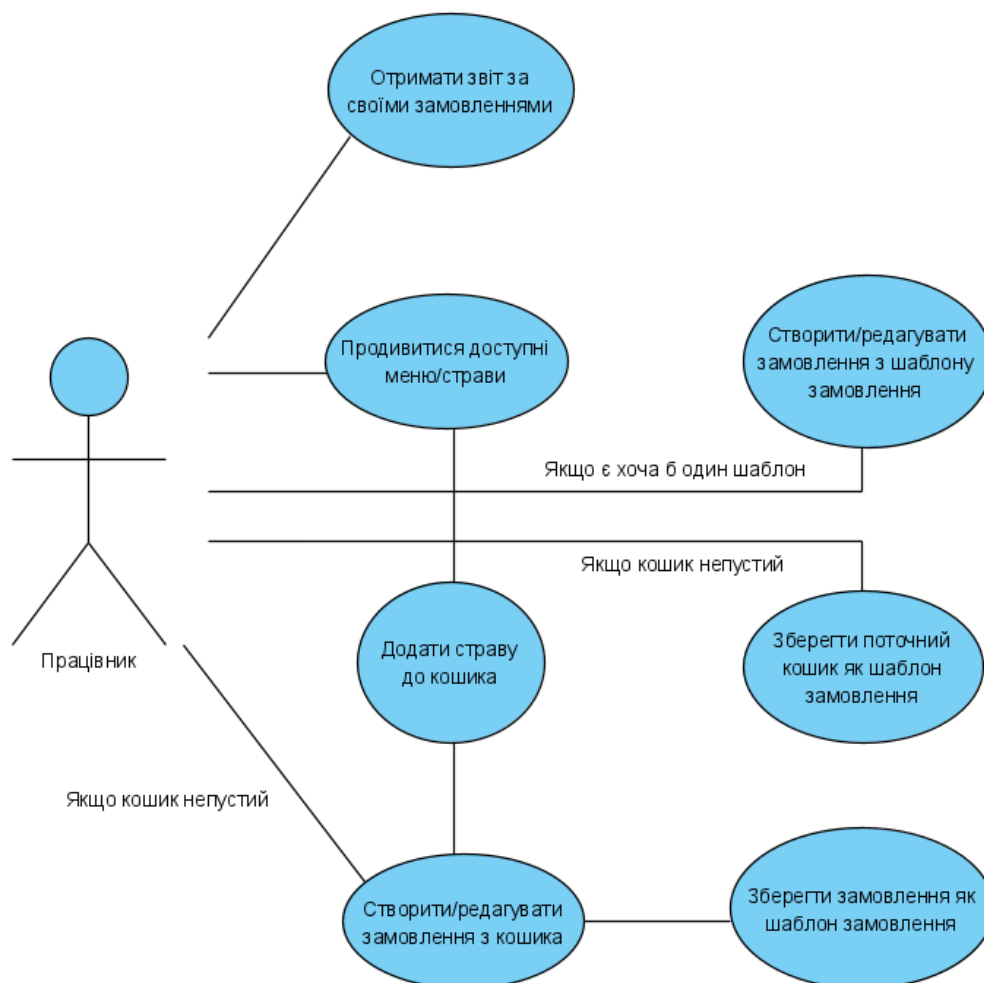 Отримати звіт за
своїми замовленнями
Продивитися доступні
меню/страви
Створити/редагувати
замовлення з шаблону
замовлення
Якщо є хоча б один шаблон
Якщо кошик непустий
Працівник
Додати страву
до кошика
Зберегти поточний
кошик як шаблон
замовлення
Якщо кошик непустий
Створити/редагувати
замовлення з кошика
Зберегти замовлення як
шаблон замовлення